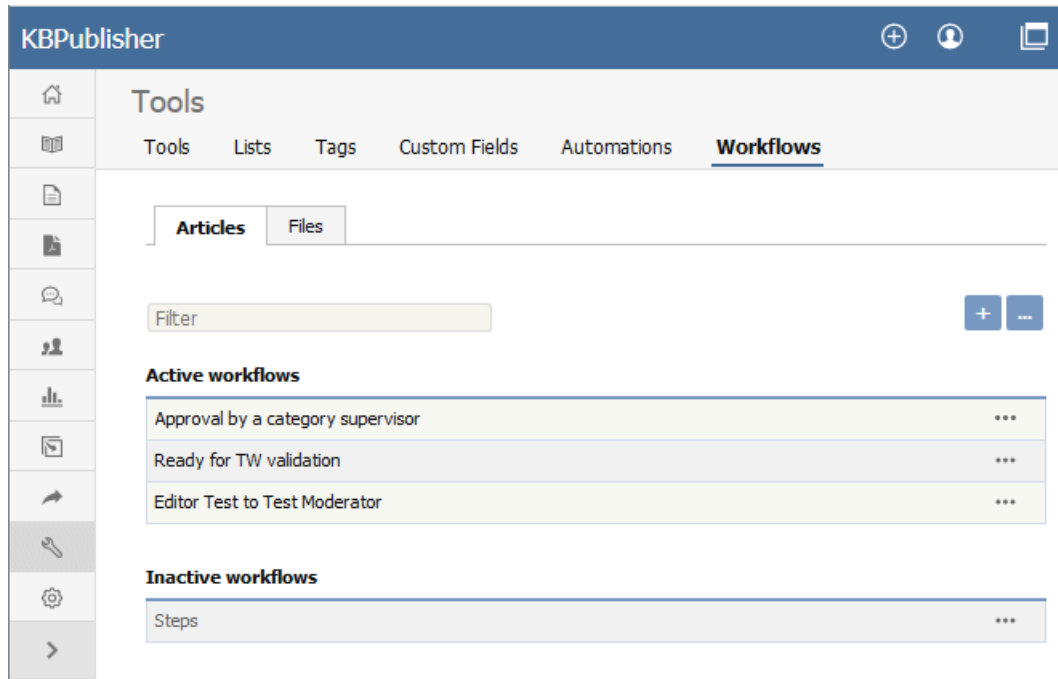 KBPublisher
Tools
Tools Lists Tags Custom Fields Automations Workflows
Articles Files
Filter
+ ...
Active workflows
Approval by a category supervisor ...
Ready for TW validation ...
Editor Test to Test Moderator ...
Inactive workflows
Steps ...